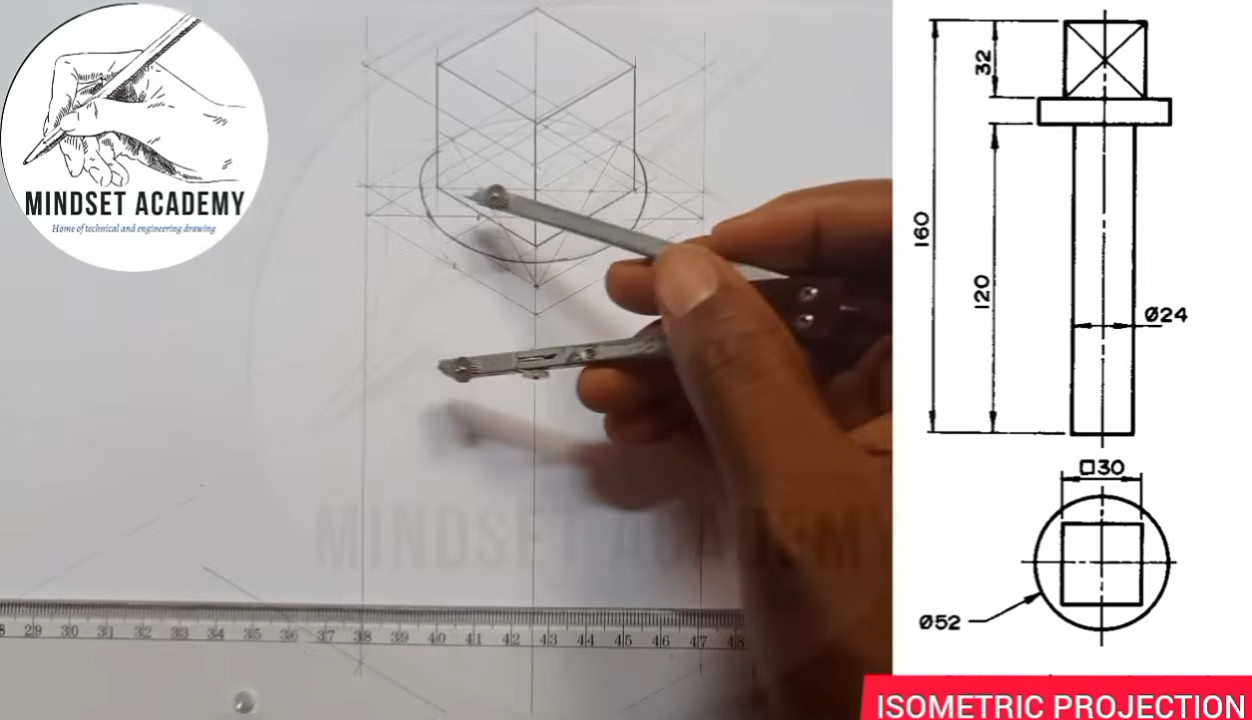 MINDSET ACADEMY
Home of technical and engineering drawing
MINDSET ACADEMY
29 30 31 32 33 34 35 36 37 38 39 40 41 42 43 44 45 46 47 48
32
160
120
Ø24
□30
Ø52
ISOMETRIC PROJECTION